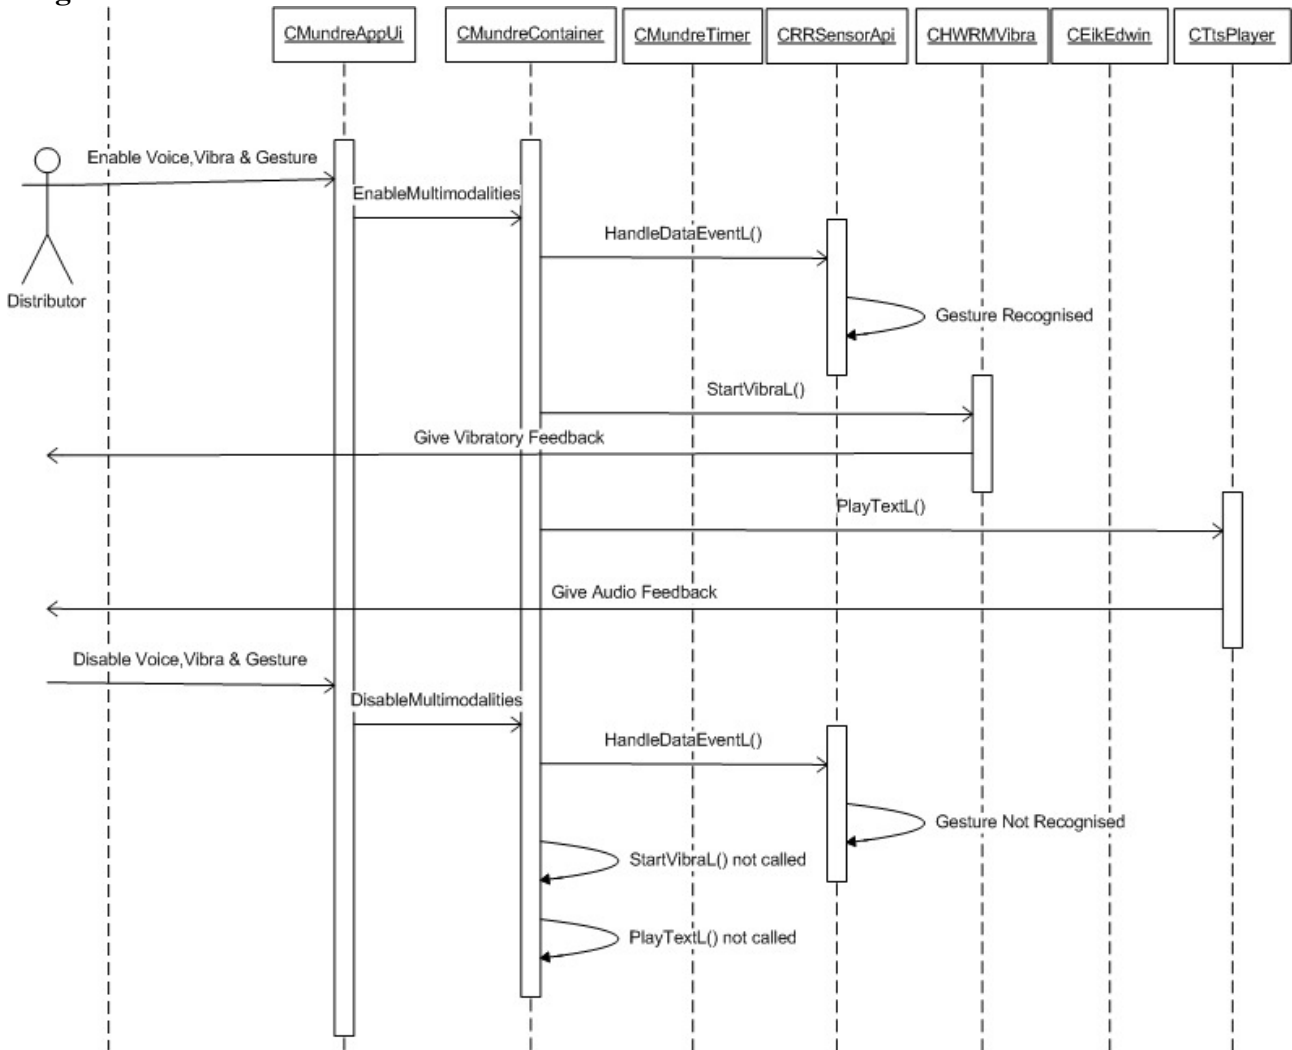 CMundreAppUi
CMundreContainer
CMundreTimer
CRRSensorApi
CHWRMVibra
CEikEdwin
CTtsPlayer
Enable Voice,Vibra & Gesture
EnableMultimodalities
HandleDataEventL()
Distributor
Gesture Recognised
StartVibraL()
Give Vibratory Feedback
PlayTextL()
Give Audio Feedback
Disable Voice,Vibra & Gesture
DisableMultimodalities
HandleDataEventL()
Gesture Not Recognised
StartVibraL() not called
PlayTextL() not called